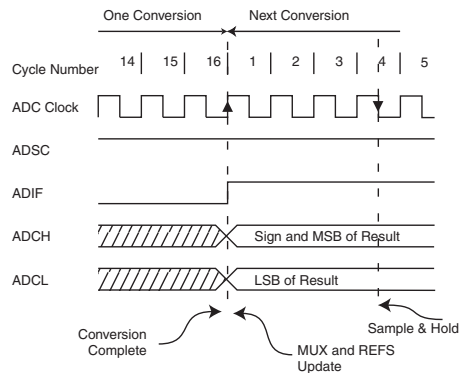 One Conversion Next Conversion
Cycle Number 14 15 16 1 2 3 4 5
ADC Clock
ADSC
ADIF
ADCH Sign and MSB of Result
ADCL LSB of Result
Conversion
Complete
MUX and REFS
Update
Sample & Hold